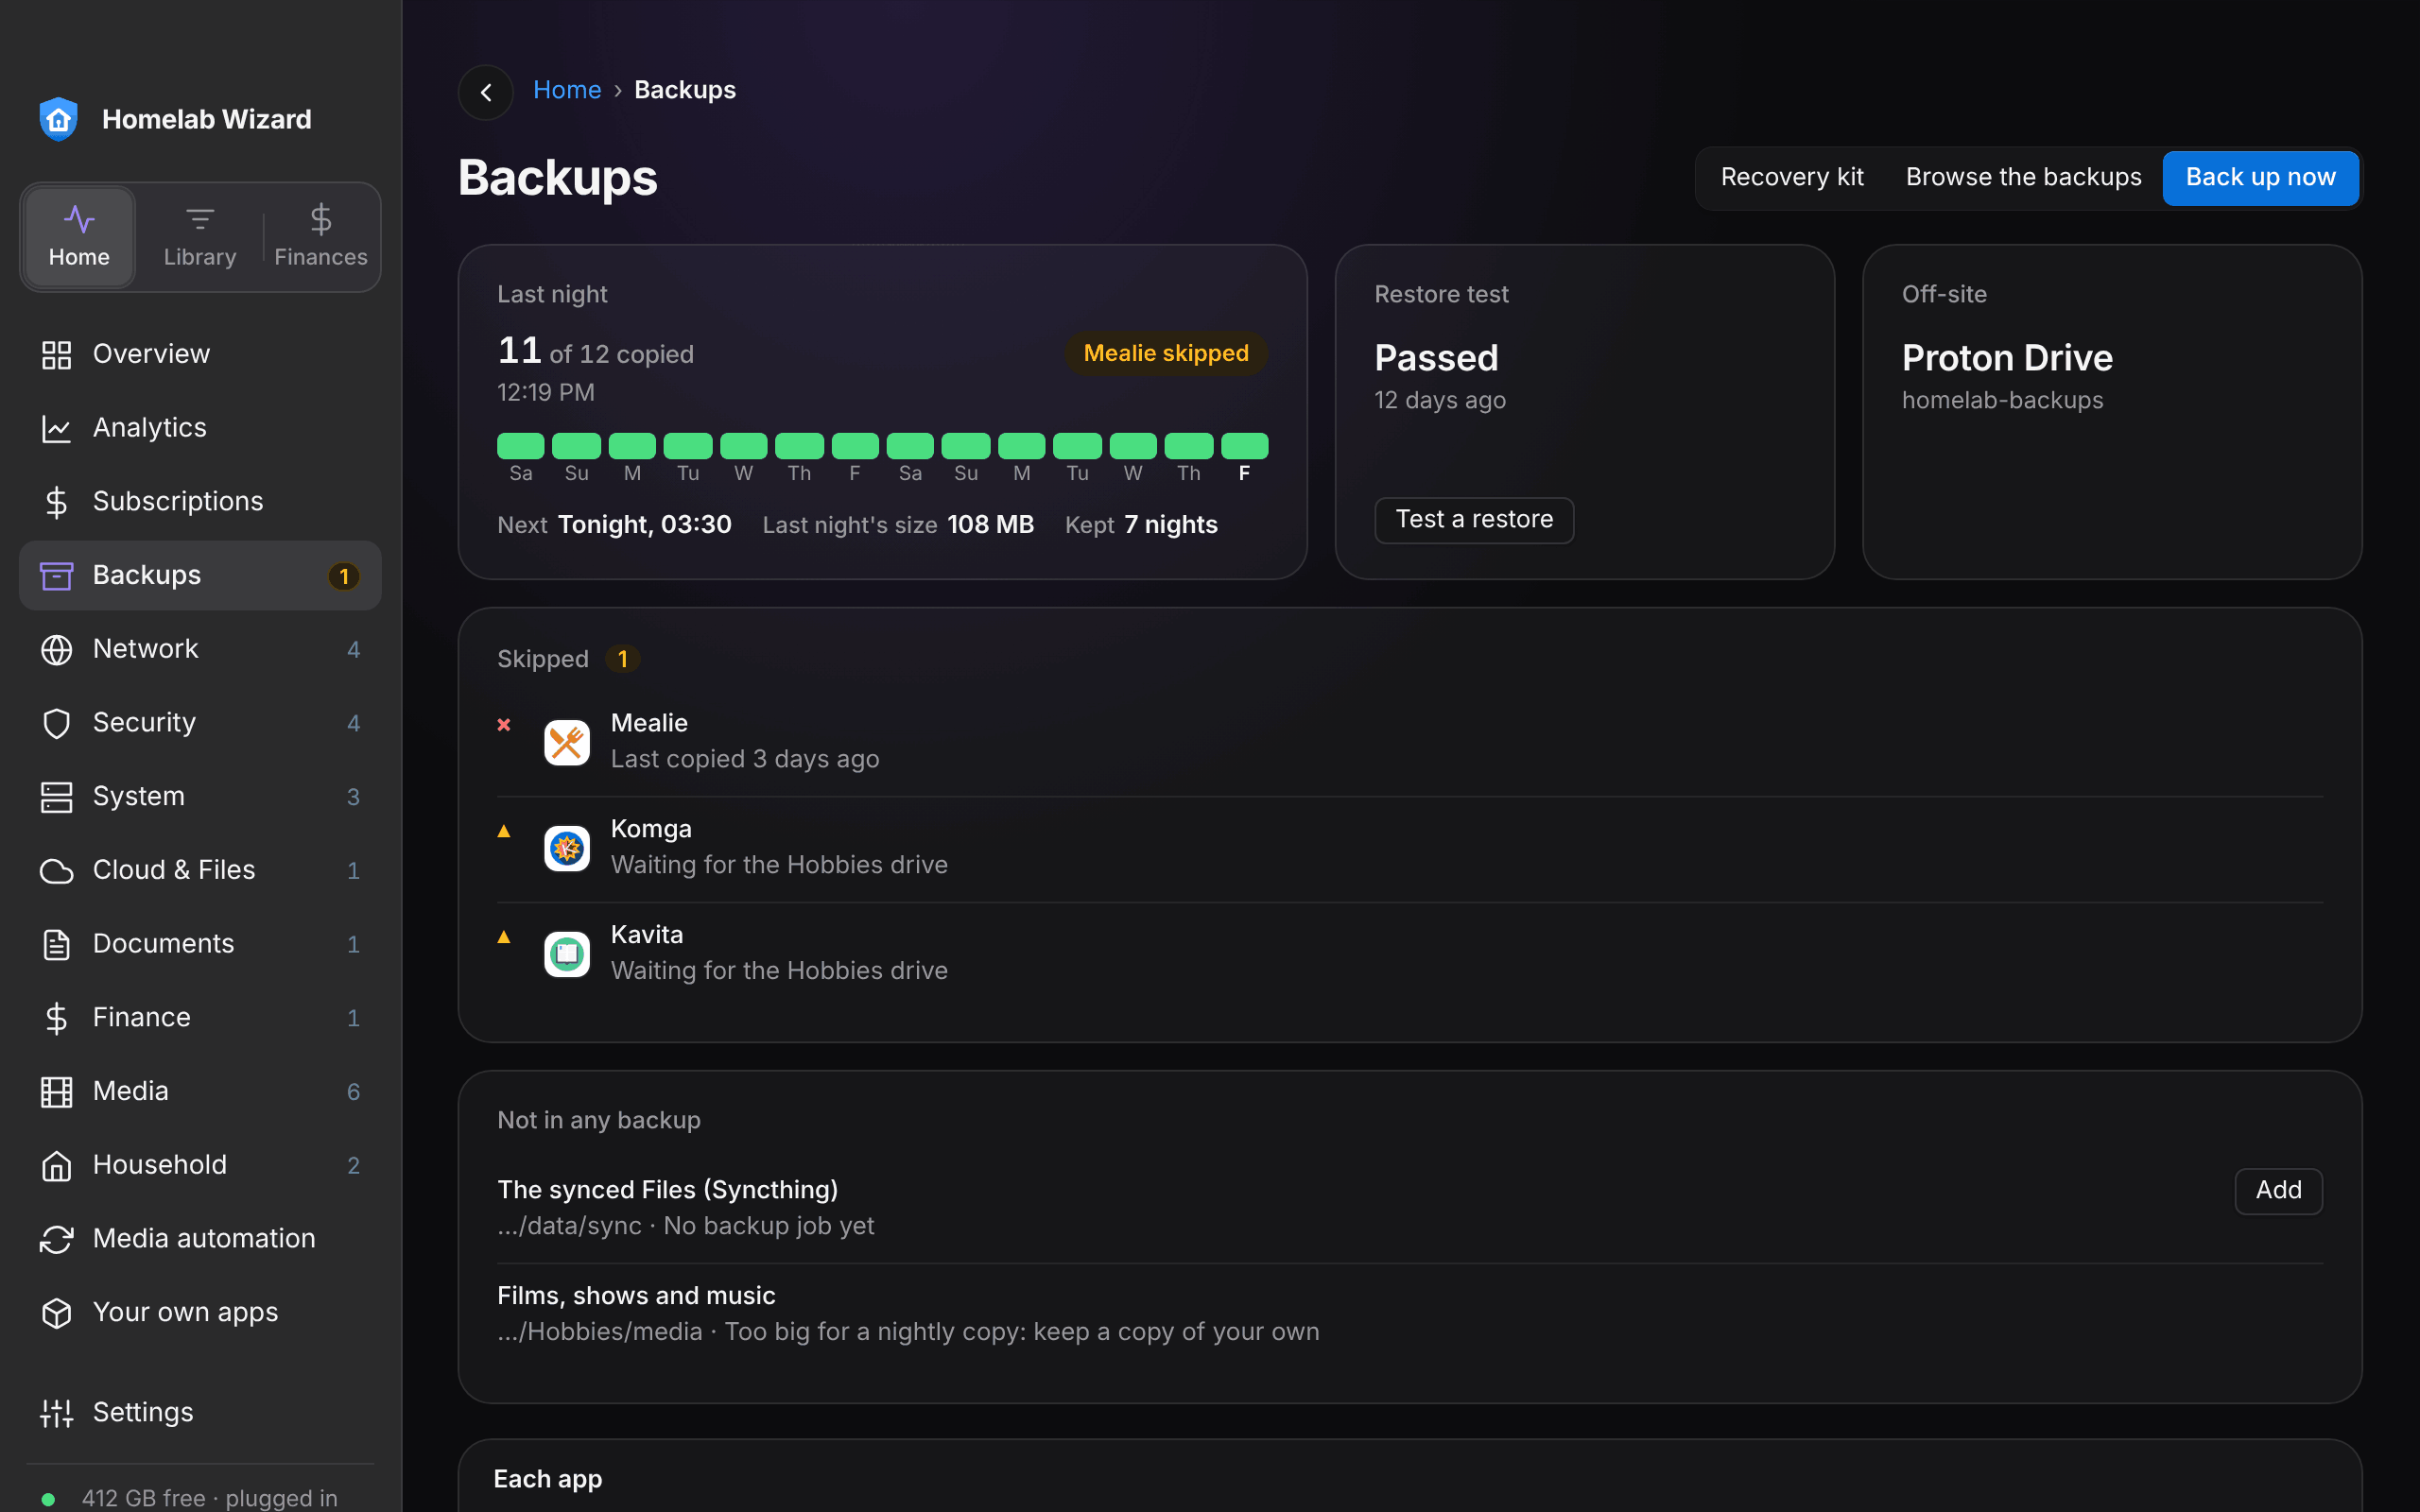 Homelab Wizard
Home
Library
Finances
Overview
Analytics
Subscriptions
Backups 1
Network 4
Security 4
System 3
Cloud & Files 1
Documents 1
Finance 1
Media 6
Household 2
Media automation
Your own apps
Settings
412 GB free · plugged in
Home › Backups
Backups
Recovery kit
Browse the backups
Back up now
Last night
11 of 12 copied
Mealie skipped
12:19 PM
Sa Su M Tu W Th F Sa Su M Tu W Th F
Next Tonight, 03:30 Last night's size 108 MB Kept 7 nights
Restore test
Passed
12 days ago
Test a restore
Off-site
Proton Drive
homelab-backups
Skipped 1
Mealie
Last copied 3 days ago
Komga
Waiting for the Hobbies drive
Kavita
Waiting for the Hobbies drive
Not in any backup
The synced Files (Syncthing)
.../data/sync · No backup job yet
Add
Films, shows and music
.../Hobbies/media · Too big for a nightly copy: keep a copy of your own
Each app